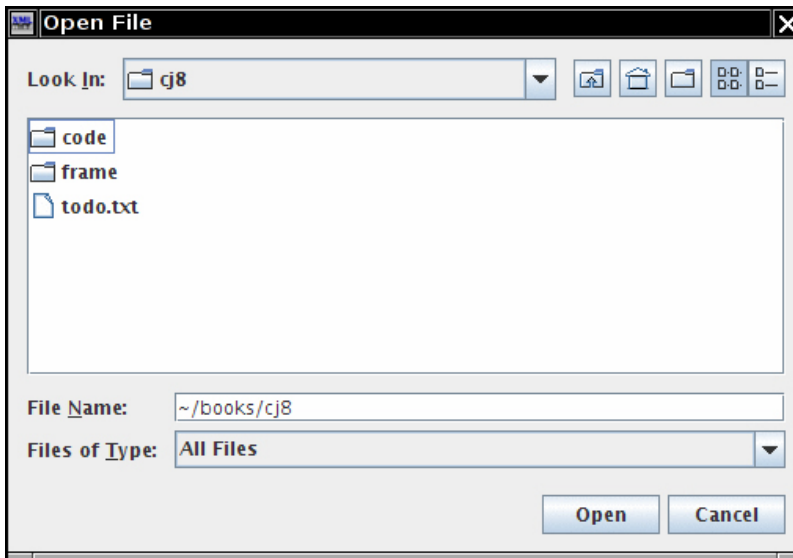 XML Open File X
Look In: cj8
code
frame
todo.txt
File Name: ~/books/cj8
Files of Type: All Files
Open Cancel